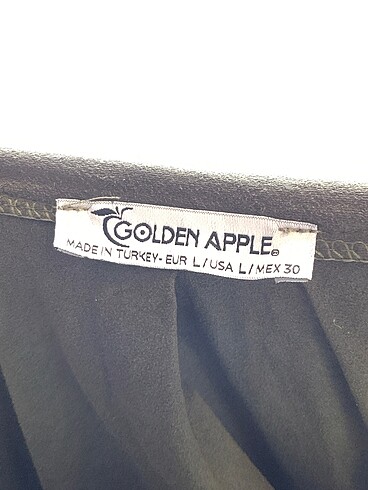 GOLDEN APPLE®
MADE IN TURKEY-EUR L/USA L/MEX 30